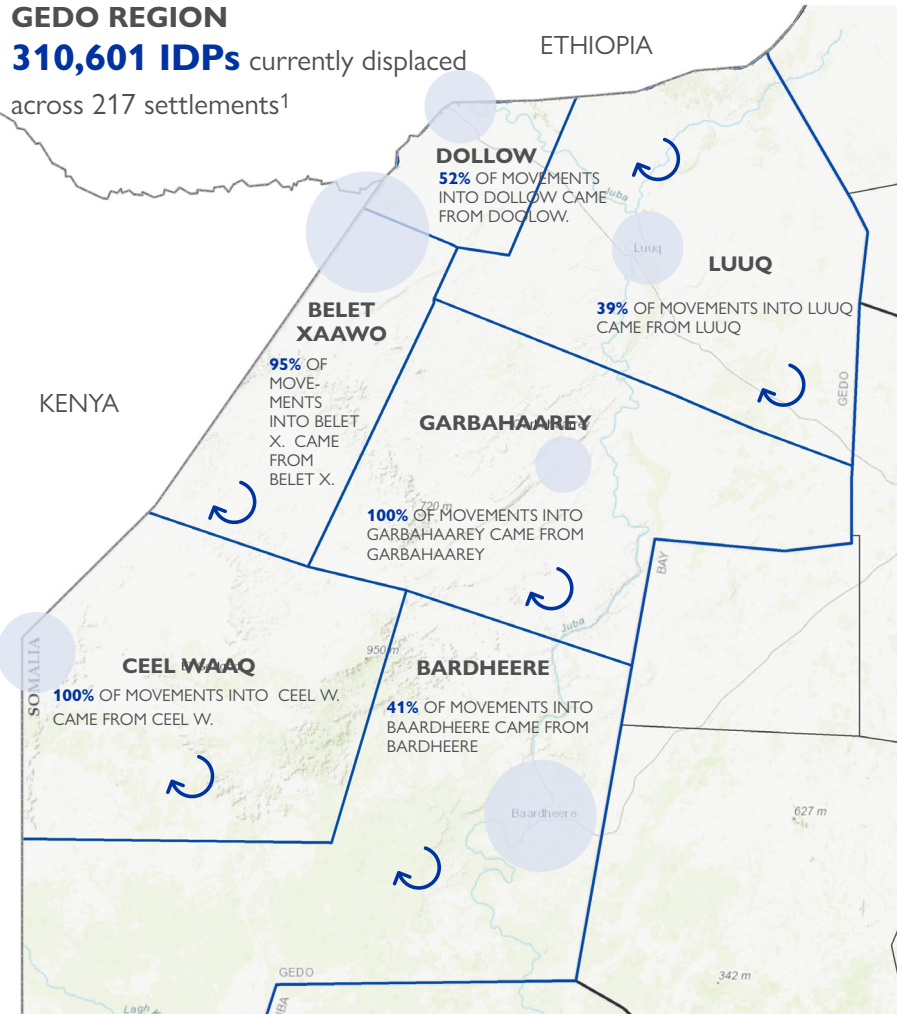 GEDO REGION
310,601 IDPs currently displaced
across 217 settlements¹
ETHIOPIA
DOLLOW
52% OF MOVEMENTS
INTO DOLLOW CAME
FROM DOOLOW.
Juba
Luuq
LUUQ
39% OF MOVEMENTS INTO LUUQ
CAME FROM LUUQ
BELET
XAAWO
95% OF
MOVE-
MENTS
INTO BELET
X. CAME
FROM
BELET X.
KENYA
GEDO
GARBAHAAREY
720 m
100% OF MOVEMENTS INTO
GARBAHAAREY CAME FROM
GARBAHAAREY
BAY
Juba
950 m
SOMALIA
CEEL WAAQ
100% OF MOVEMENTS INTO CEEL W.
CAME FROM CEEL W.
BARDHEERE
41% OF MOVEMENTS INTO
BAARDHEERE CAME FROM
BARDHEERE
Baardheere
627 m
GEDO
342 m
Lagh